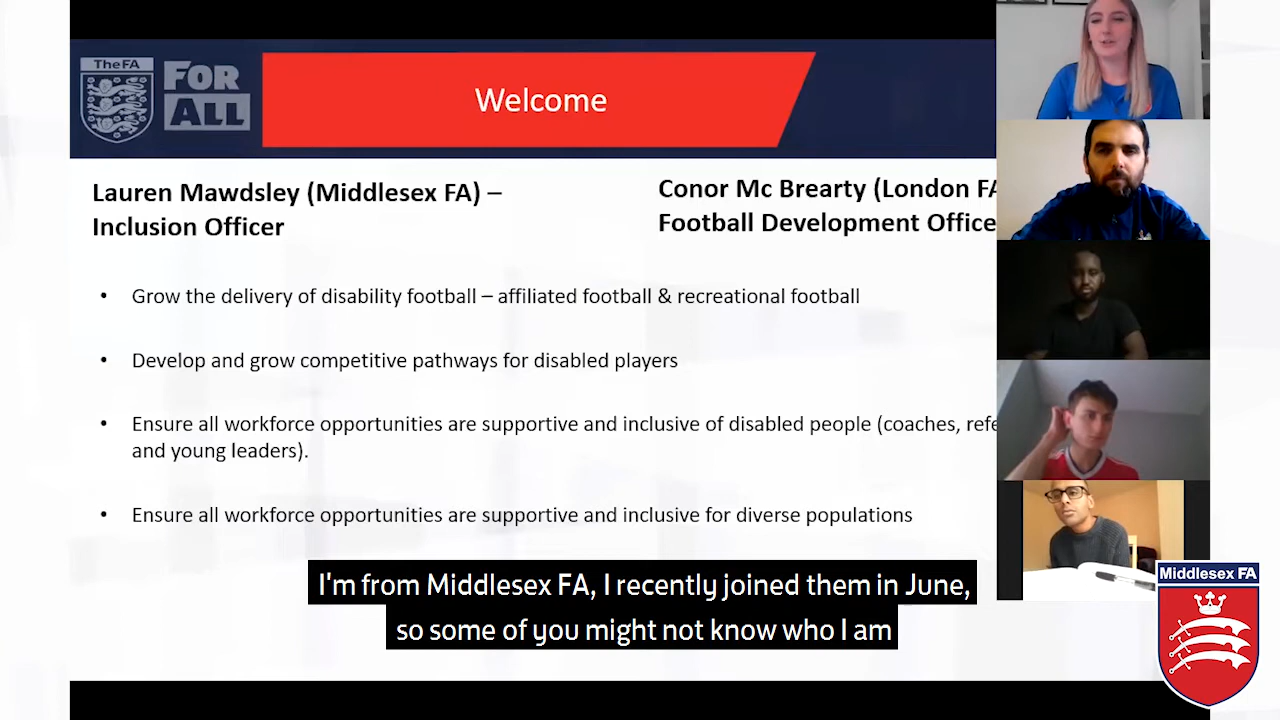 TheFA
FOR
ALL
Welcome
Lauren Mawdsley (Middlesex FA) –
Inclusion Officer
Conor Mc Brearty (London FA
Football Development Office
• Grow the delivery of disability football – affiliated football & recreational football
• Develop and grow competitive pathways for disabled players
• Ensure all workforce opportunities are supportive and inclusive of disabled people (coaches, refe
and young leaders).
• Ensure all workforce opportunities are supportive and inclusive for diverse populations
I'm from Middlesex FA, I recently joined them in June,
so some of you might not know who I am
Middlesex FA